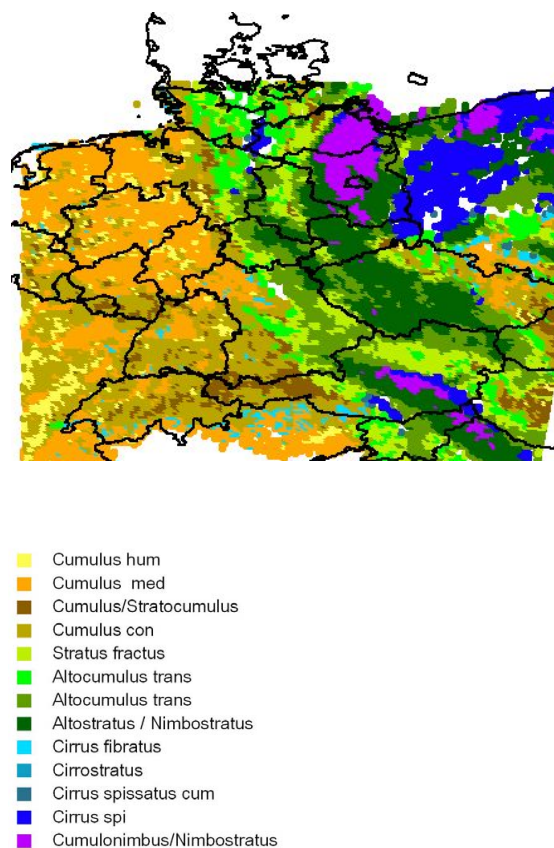 Cumulus hum
Cumulus med
Cumulus/Stratocumulus
Cumulus con
Stratus fractus
Altocumulus trans
Altocumulus trans
Altostratus / Nimbostratus
Cirrus fibratus
Cirrostratus
Cirrus spissatus cum
Cirrus spi
Cumulonimbus/Nimbostratus